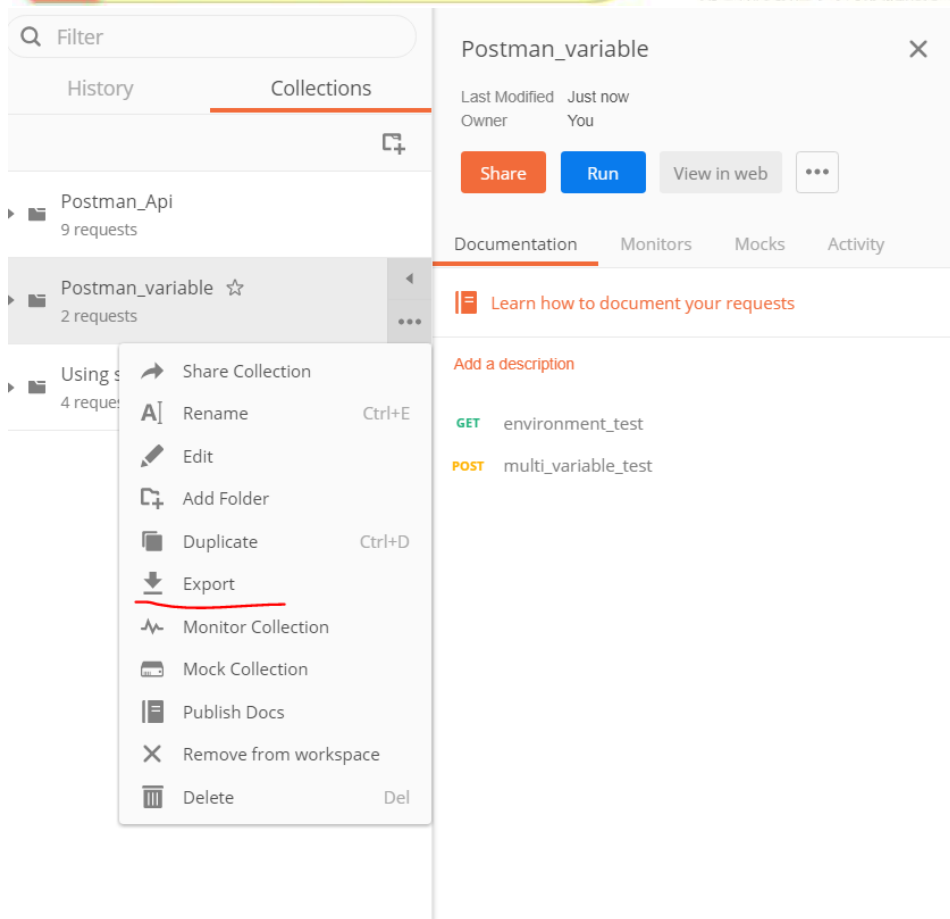 Filter
History Collections
Postman_Api
9 requests
Postman_variable
2 requests
Using s
4 reques
Share Collection
Rename Ctrl+E
Edit
Add Folder
Duplicate Ctrl+D
Export
Monitor Collection
Mock Collection
Publish Docs
Remove from workspace
Delete Del
Postman_variable
Last Modified Just now
Owner You
Share Run View in web
Documentation Monitors Mocks Activity
Learn how to document your requests
Add a description
GET environment_test
POST multi_variable_test